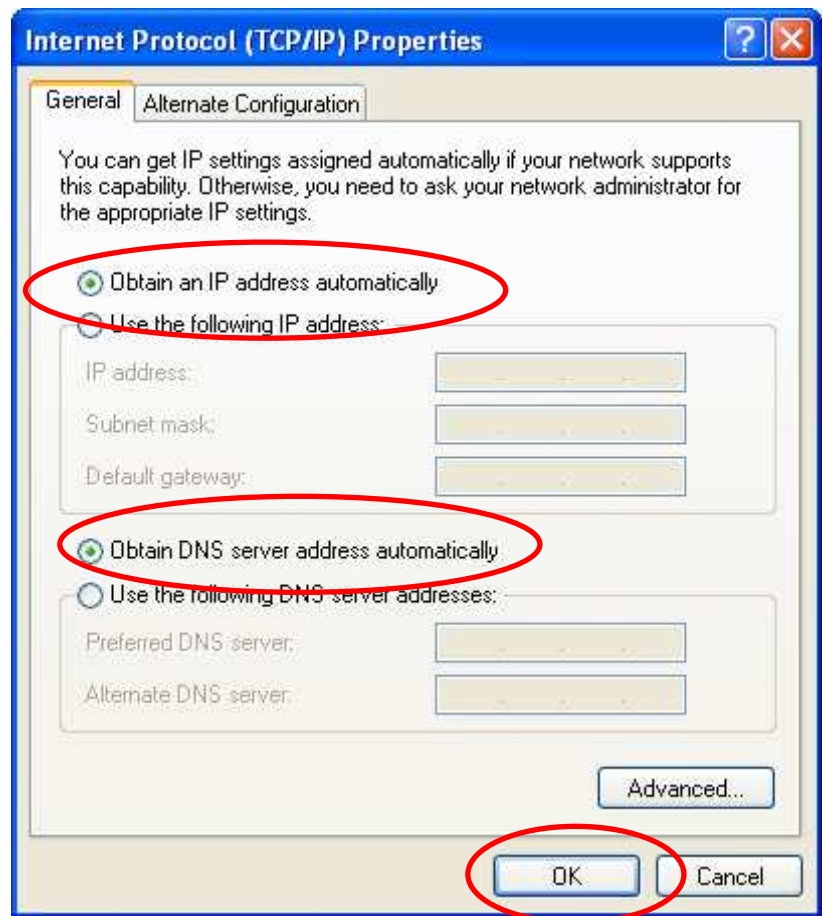 Internet Protocol (TCP/IP) Properties
General
Alternate Configuration
You can get IP settings assigned automatically if your network supports
this capability. Otherwise, you need to ask your network administrator for
the appropriate IP settings.
Obtain an IP address automatically
Use the following IP address:
IP address:
Subnet mask:
Default gateway:
Obtain DNS server address automatically
Use the following DNS server addresses:
Preferred DNS server:
Alternate DNS server:
Advanced...
OK
Cancel